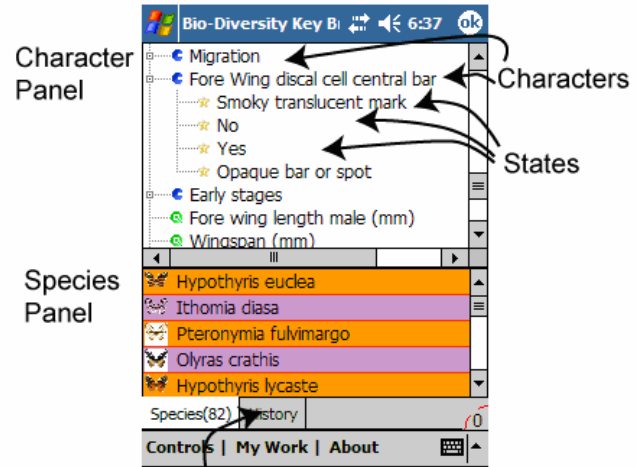 Bio-Diversity Key Br 6:37 ok
Character Panel
Migration
Fore Wing discal cell central bar
Characters
Smoky translucent mark
No
Yes
States
Opaque bar or spot
Early stages
Fore wing length male (mm)
Wingspan (mm)
Species Panel
Hypothyris euclea
Ithomia diasa
Pteronymia fulvimargo
Olyras crathis
Hypothyris lycaste
Species(82) History 0
Controls | My Work | About